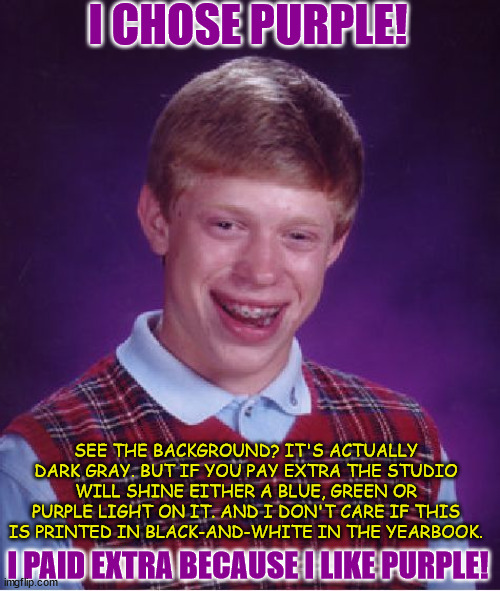 I CHOSE PURPLE!
SEE THE BACKGROUND? IT'S ACTUALLY
DARK GRAY. BUT IF YOU PAY EXTRA THE STUDIO
WILL SHINE EITHER A BLUE, GREEN OR
PURPLE LIGHT ON IT. AND I DON'T CARE IF THIS
IS PRINTED IN BLACK-AND-WHITE IN THE YEARBOOK.
I PAID EXTRA BECAUSE I LIKE PURPLE!
imgflip.com